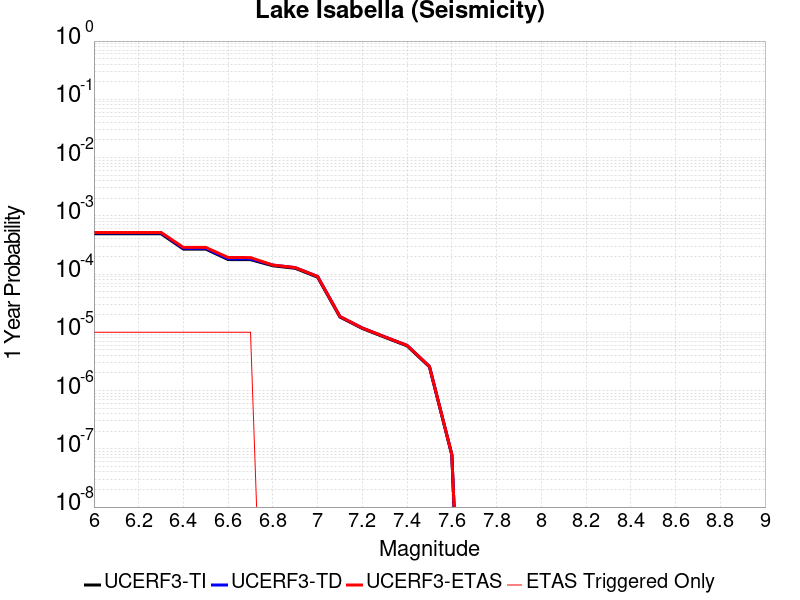 Lake Isabella (Seismicity)
10^0
10^-1
10^-2
10^-3
10^-4
10^-5
10^-6
10^-7
10^-8
1 Year Probability
6 6.2 6.4 6.6 6.8 7 7.2 7.4 7.6 7.8 8 8.2 8.4 8.6 8.8 9
Magnitude
UCERF3-TI UCERF3-TD UCERF3-ETAS ETAS Triggered Only